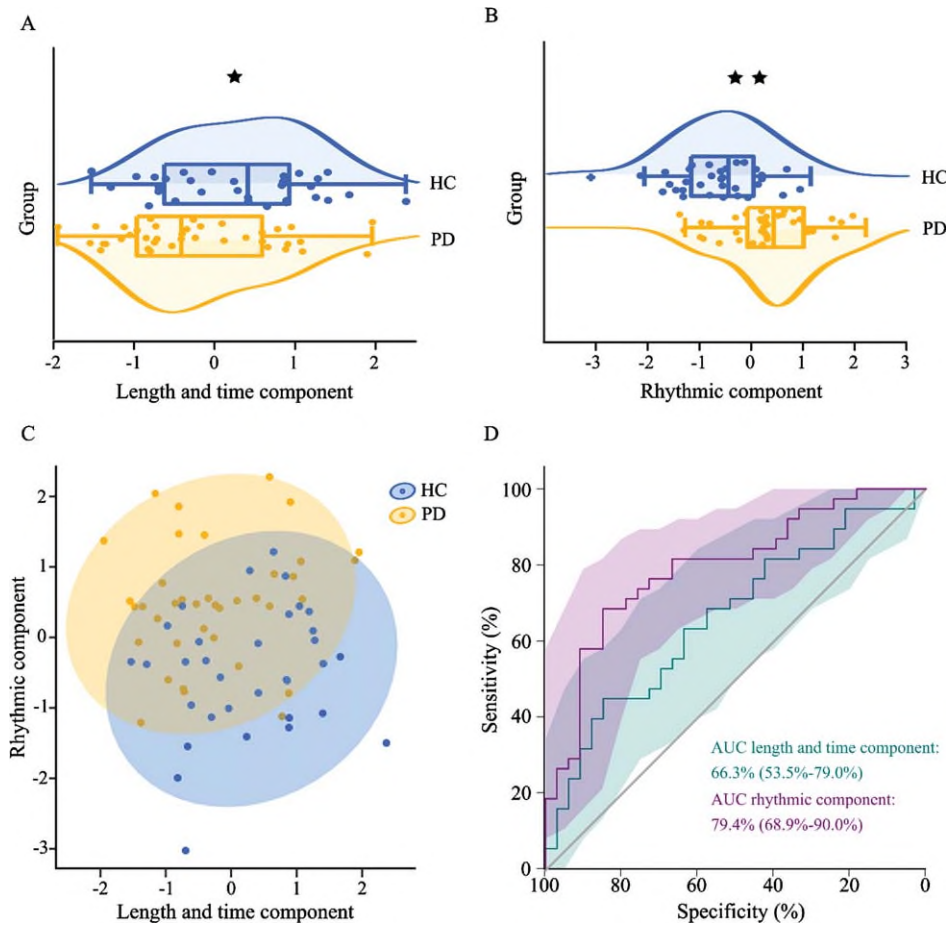 A
Group
HC
PD
-2 -1 0 1 2
Length and time component
B
Group
HC
PD
-3 -2 -1 0 1 2 3
Rhythmic component
C
HC
PD
Rhythmic component
2
1
0
-1
-2
-3
-2 -1 0 1 2
Length and time component
D
Sensitivity (%)
100
80
60
40
20
0
AUC length and time component:
66.3% (53.5%-79.0%)
AUC rhythmic component:
79.4% (68.9%-90.0%)
100 80 60 40 20 0
Specificity (%)